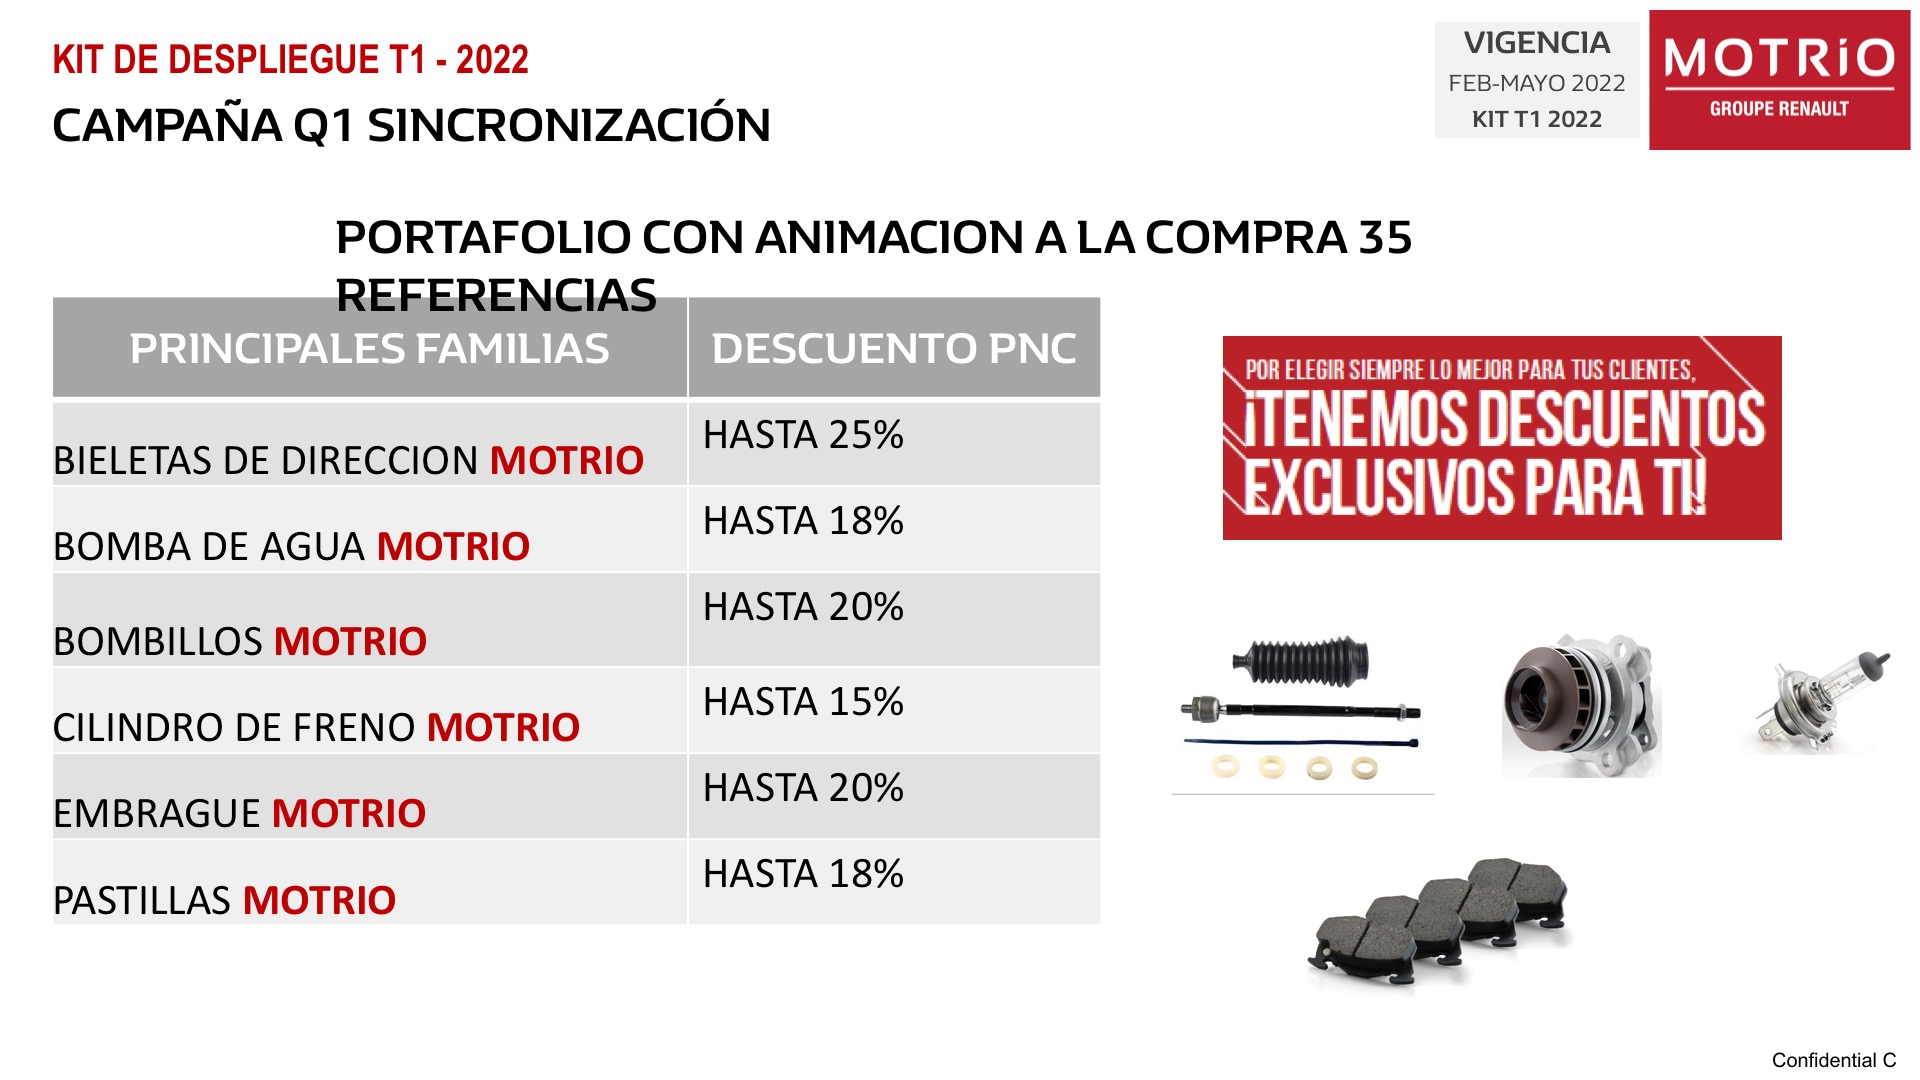 KIT DE DESPLIEGUE T1 - 2022
CAMPAÑA Q1 SINCRONIZACIÓN
VIGENCIA
FEB-MAYO 2022
KIT T1 2022
MOTRiO
GROUPE RENAULT
PORTAFOLIO CON ANIMACION A LA COMPRA 35
REFERENCIAS
PRINCIPALES FAMILIAS DESCUENTO PNC
BIELETAS DE DIRECCION MOTRIO HASTA 25%
BOMBA DE AGUA MOTRIO HASTA 18%
BOMBILLOS MOTRIO HASTA 20%
CILINDRO DE FRENO MOTRIO HASTA 15%
EMBRAGUE MOTRIO HASTA 20%
PASTILLAS MOTRIO HASTA 18%
POR ELEGIR SIEMPRE LO MEJOR PARA TUS CLIENTES,
¡TENEMOS DESCUENTOS
EXCLUSIVOS PARA TI!
Confidential C